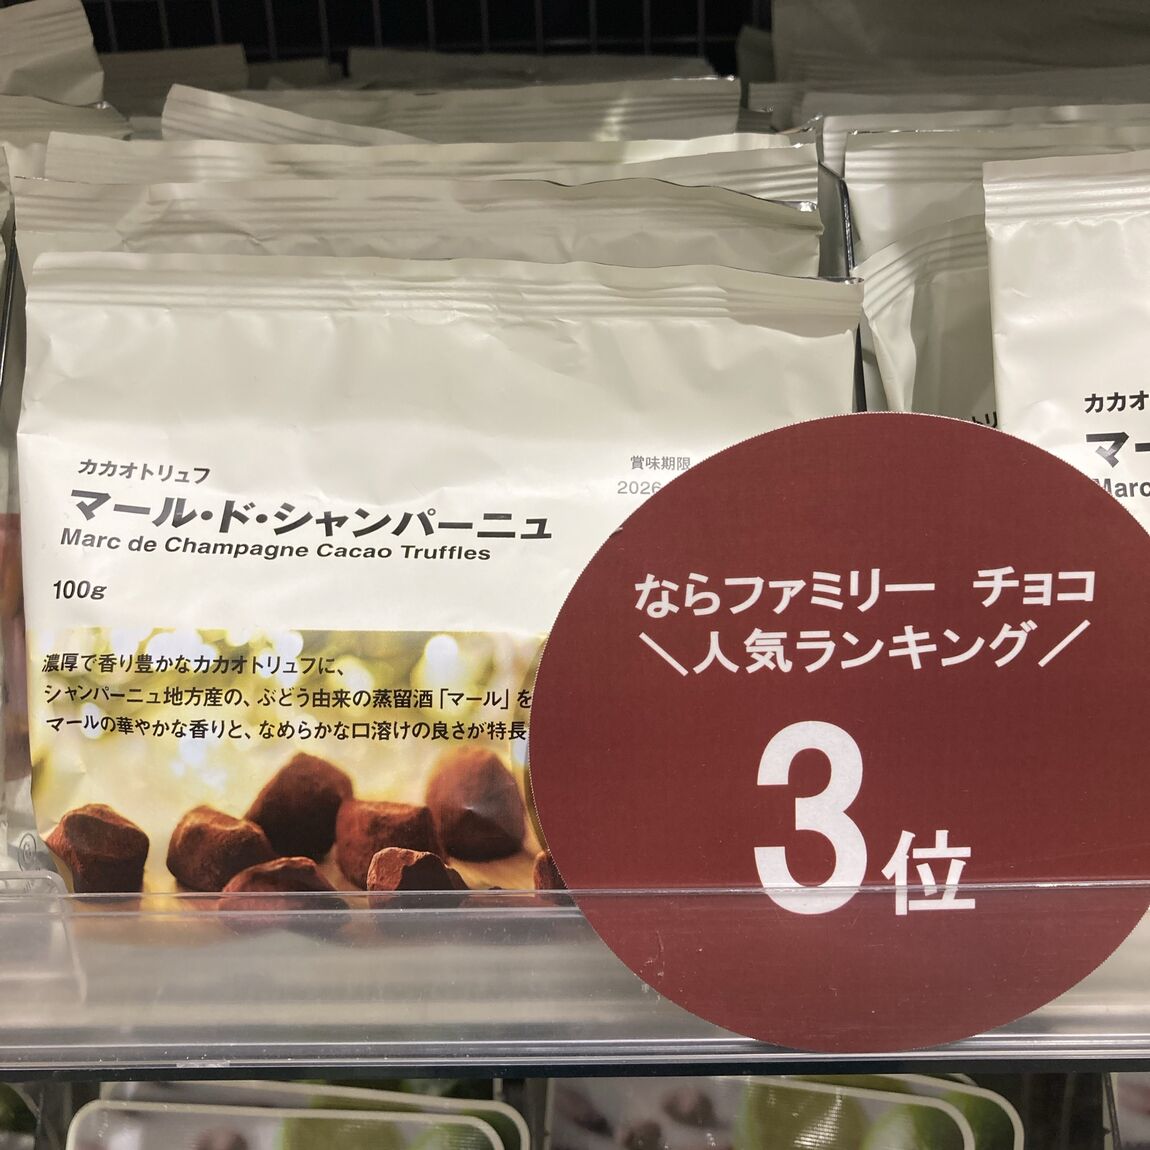 カカオトリュフ
マール・ド・シャンパーニュ
Marc de Champagne Cacao Truffles
100g
賞味期限
2026
濃厚で香り豊かなカカオトリュフに、
シャンパーニュ地方産の、ぶどう由来の蒸留酒「マール」を
マールの華やかな香りと、なめらかな口溶けの良さが特長
ならファミリー チョコ
＼人気ランキング／
3位
カカオ
マー
Marc